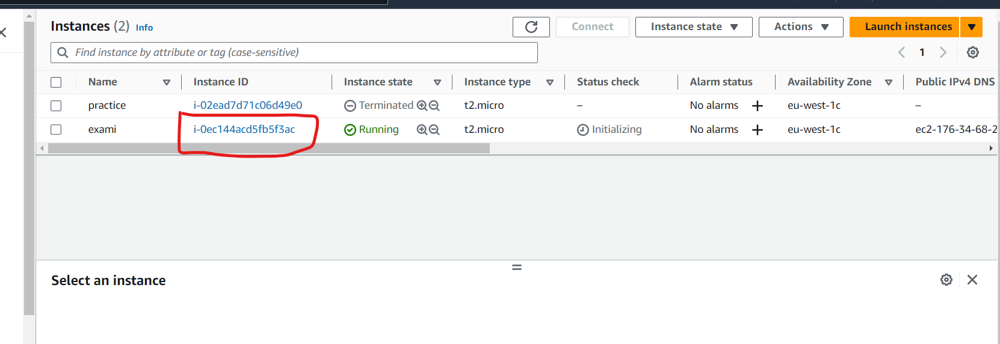 Instances (2) Info
Connect
Instance state
Actions
Launch instances
Find instance by attribute or tag (case-sensitive)
1
Name Instance ID Instance state Instance type Status check Alarm status Availability Zone Public IPv4 DNS
practice i-02ead7d71c06d49e0 Terminated t2.micro – No alarms + eu-west-1c –
exami i-0ec144acd5fb5f3ac Running t2.micro Initializing No alarms + eu-west-1c ec2-176-34-68-2
Select an instance